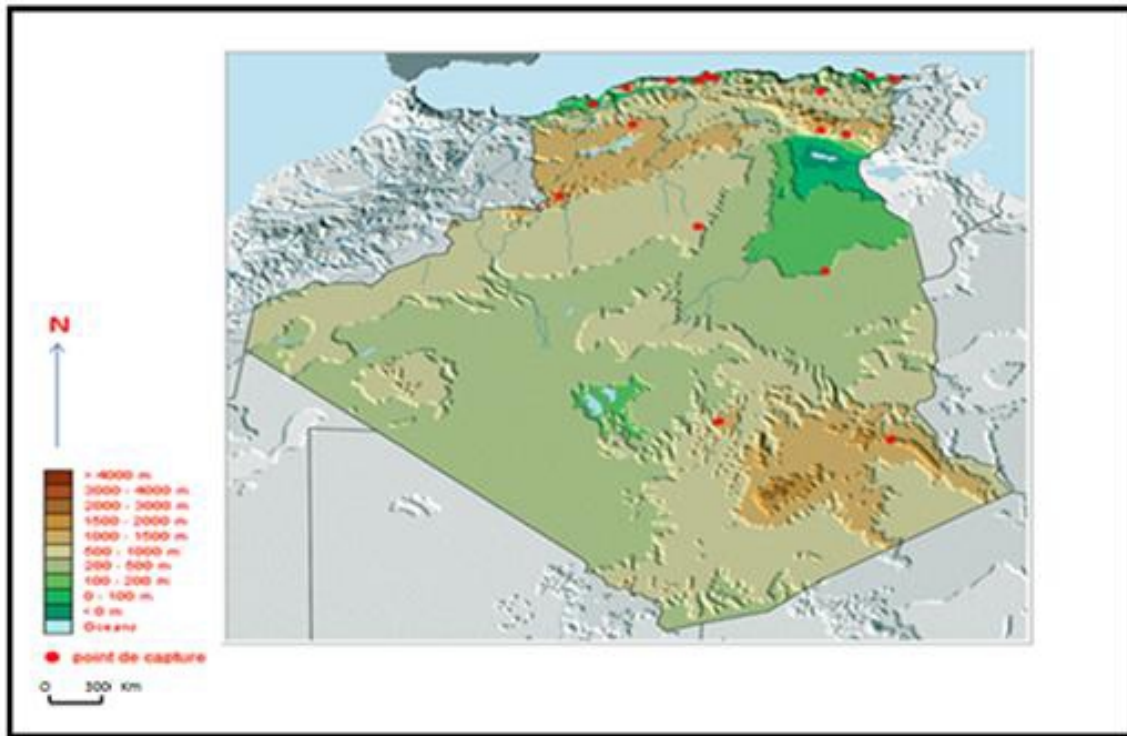 N
> 4000 m
3000 - 4000 m
2000 - 3000 m
1500 - 2000 m
1000 - 1500 m
500 - 1000 m
200 - 500 m
100 - 200 m
0 - 100 m
< 0 m
Oceans
point de capture
0 300 Km